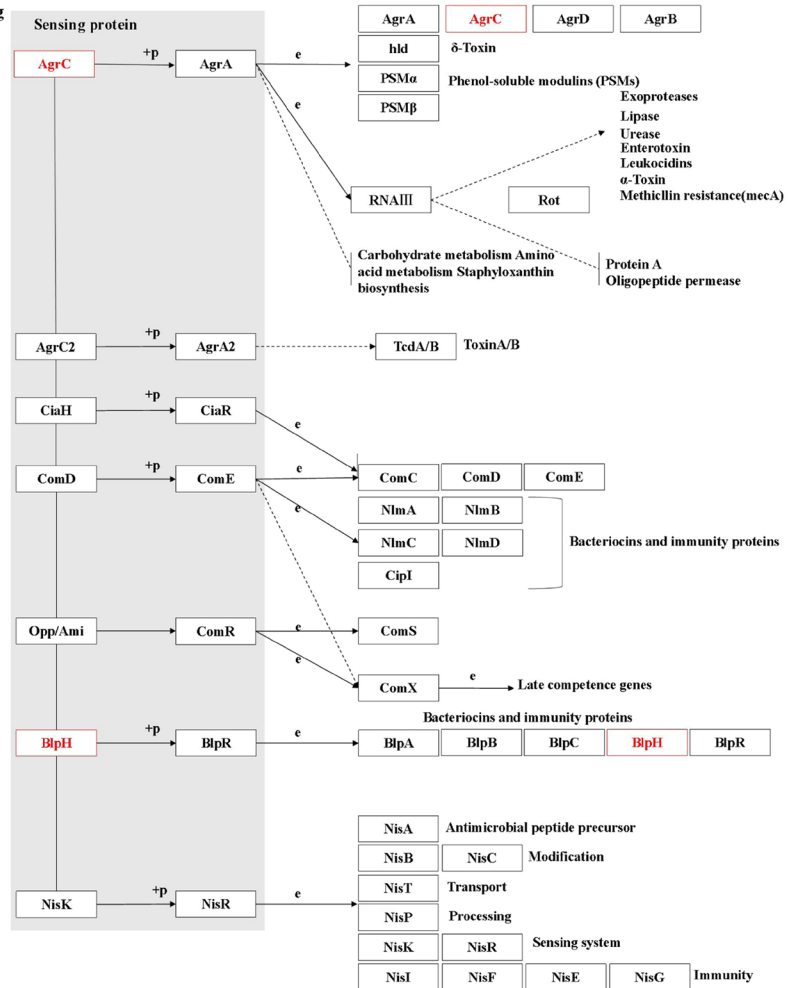 g
Sensing protein
AgrA AgrC AgrD AgrB
hld δ-Toxin
AgrC +p AgrA e
PSMα Phenol-soluble modulins (PSMs)
PSMβ
e
Exoproteases
Lipase
Urease
Enterotoxin
Leukocidins
α-Toxin
Methicllin resistance(mecA)
RNAIII Rot
Carbohydrate metabolism Amino
acid metabolism Staphyloxanthin
biosynthesis
Protein A
Oligopeptide permease
AgrC2 +p AgrA2 TcdA/B ToxinA/B
CiaH +p CiaR e
ComD +p ComE e ComC ComD ComE
e
NlmA NlmB
NlmC NlmD Bacteriocins and immunity proteins
CipI
Opp/Ami ComR e ComS
e
ComX e Late competence genes
Bacteriocins and immunity proteins
BlpH +p BlpR e BlpA BlpB BlpC BlpH BlpR
NisA Antimicrobial peptide precursor
NisB NisC Modification
NisT Transport
NisK +p NisR e
NisP Processing
NisK NisR Sensing system
NisI NisF NisE NisG Immunity